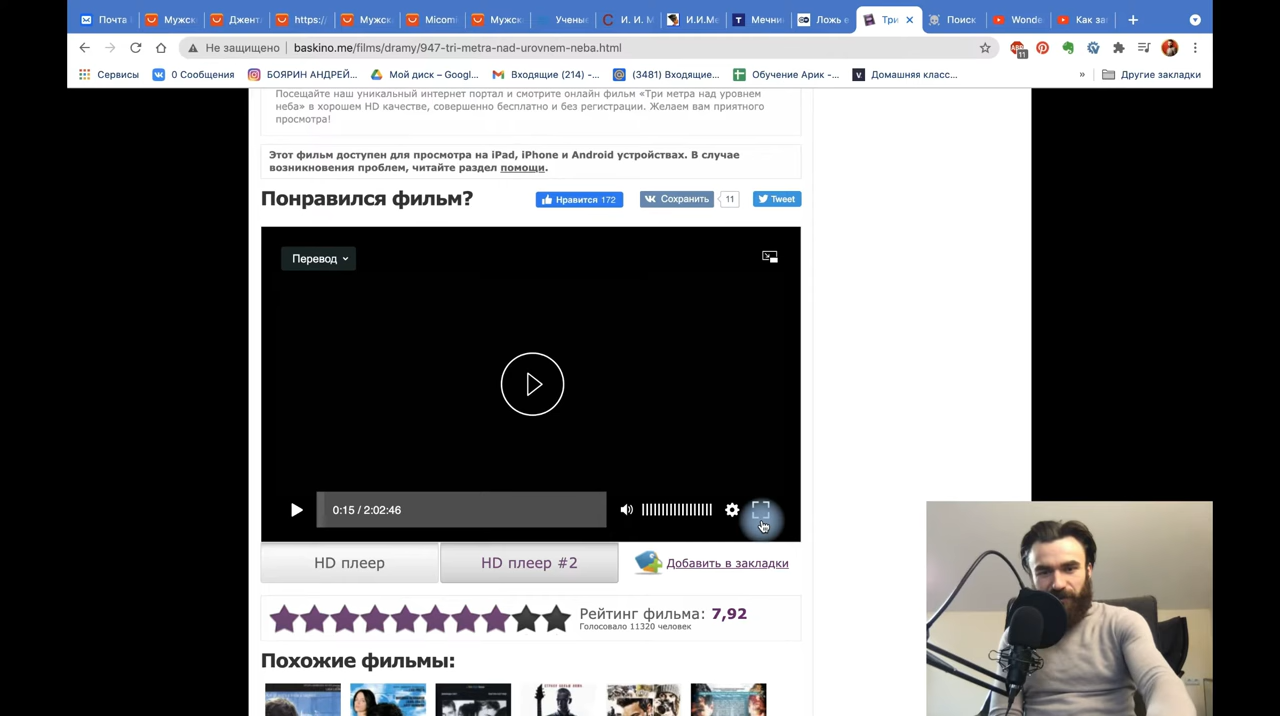 Почта
Мужск
Джент.
https:/
Мужск
Micomi
Мужск
Ученые
И. И. М
И.И.Ме
Мечни
Ложь е
Три
Поиск
Wonde
Как за
Не защищено
baskino.me/films/dramy/947-tri-metra-nad-urovnem-neba.html
11
Сервисы
0 Сообщения
БОЯРИН АНДРЕЙ...
Мой диск – Googl...
Входящие (214) -...
(3481) Входящие...
Обучение Арик -...
Домашняя класс...
»
Другие закладки
Посещайте наш уникальный интернет портал и смотрите онлайн фильм «Три метра над уровнем
неба» в хорошем HD качестве, совершенно бесплатно и без регистрации. Желаем вам приятного
просмотра!
Этот фильм доступен для просмотра на iPad, iPhone и Android устройствах. В случае
возникновения проблем, читайте раздел помощи.
Понравился фильм?
Нравится 172
Сохранить
11
Tweet
Перевод
0:15 / 2:02:46
HD плеер
HD плеер #2
Добавить в закладки
Рейтинг фильма: 7,92
Голосовало 11320 человек
Похожие фильмы: